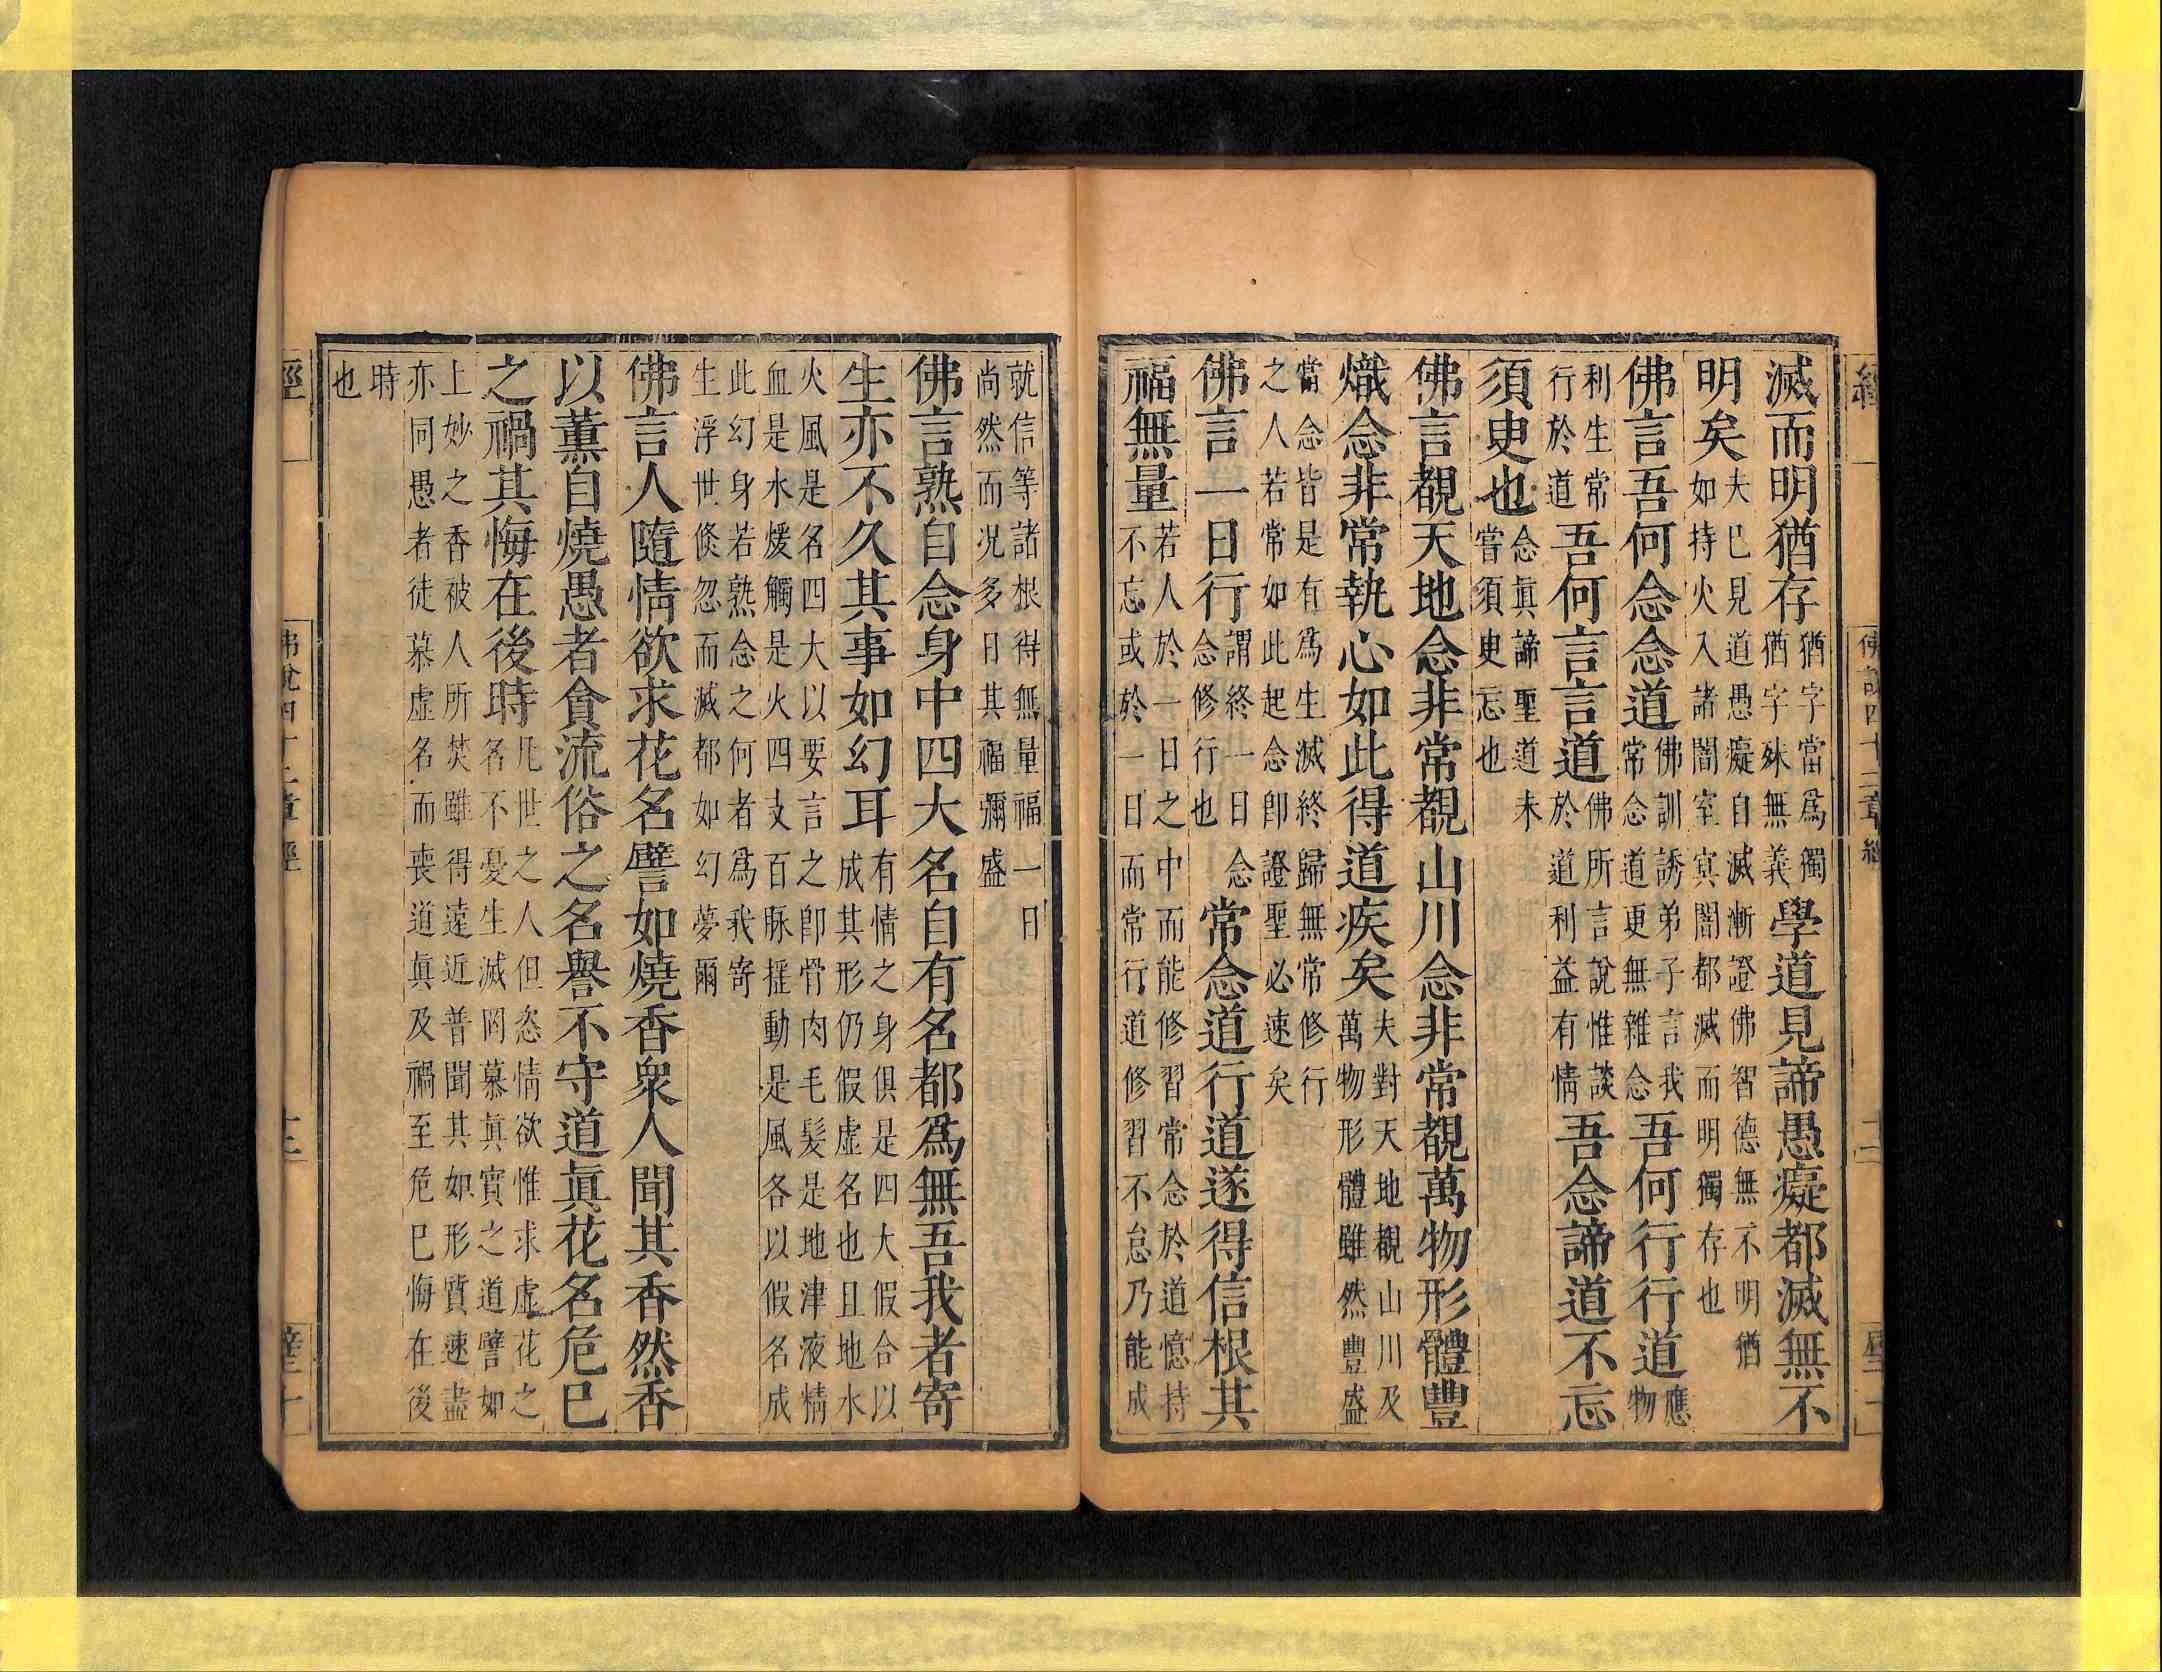 滅而明猶存猶字當爲獨猶字殊無義學道見諦愚癡都滅無不
明矣夫巳見道愚癡自滅漸證佛智德無不明猶如持火入諸闇室冥闇都滅而明獨存也
佛言吾何念念道佛訓誘弟子言我常念道更無雜念吾何行行道應物
利生常行於道吾何言言道佛所言說惟談於道利益有情吾念諦道不忘
須臾也念眞諦聖道未嘗須臾忘也
佛言覩天地念非常覩山川念非常覩萬物形體豐
熾念非常執心如此得道疾矣夫對天地觀山川及萬物形體雖然豐盛
當念皆是有爲生滅終歸無常修行之人若常如此起念卽證聖必速矣
佛言一日行謂終一日念念修行也常念道行道遂得信根其
福無量若人於一日之中而能修習常念於道憶持不忘或於一日而常行道修習不怠乃能成
就信等諸根得無量福一日尚然而況多日其福彌盛
佛言熟自念身中四大名自有名都爲無吾我者寄
生亦不久其事如幻耳有情之身俱是四大假合以成其形仍假虛名也且地水
火風是名四大以要言之卽骨肉毛髮是地津液精血是水煖觸是火四支百脉搖動是風各以假名成
此幻身若熟念之何者爲我寄生浮世倐忽而滅都如幻夢爾
佛言人隨情欲求花名譬如燒香衆人聞其香然香
以薰自燒愚者貪流俗之名譽不守道眞花名危巳
之禍其悔在後時凡世之人但恣情欲惟求虛花之名不憂生滅罔慕眞實之道譬如
上妙之香被人所焚雖得遠近普聞其如形質速盡亦同愚者徒慕虛名而喪道眞及禍至危巳悔在後
時也